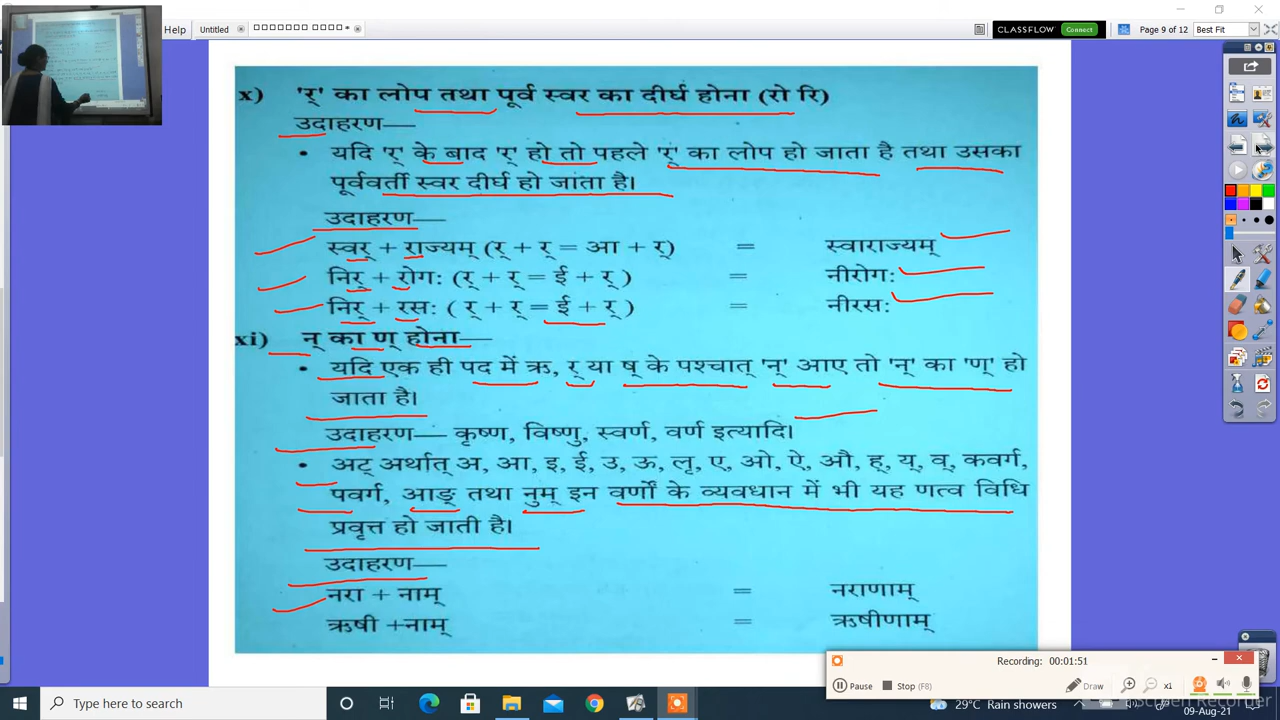 Help
Untitled
CLASSFLOW
Connect
Page 9 of 12
Best Fit
x) 'र्' का लोप तथा पूर्व स्वर का दीर्घ होना (रो रि)
उदाहरण—
• यदि 'र्' के बाद 'र्' हो तो पहले 'र्' का लोप हो जाता है तथा उसका
पूर्ववर्ती स्वर दीर्घ हो जाता है।
उदाहरण—
स्वर् + राज्यम् (र् + र् = आ + र्) = स्वाराज्यम्
निर् + रोगः (र् + र् = ई + र् ) = नीरोगः
निर् + रसः ( र् + र् = ई + र् ) = नीरसः
xi) न् का ण् होना—
• यदि एक ही पद में ऋ, र् या ष् के पश्चात् 'न्' आए तो 'न्' का 'ण्' हो
जाता है।
उदाहरण— कृष्ण, विष्णु, स्वर्ण, वर्ण इत्यादि।
• अट् अर्थात् अ, आ, इ, ई, उ, ऊ, लृ, ए, ओ, ऐ, औ, ह्, य्, व्, कवर्ग,
पवर्ग, आङ् तथा नुम् इन वर्णों के व्यवधान में भी यह णत्व विधि
प्रवृत्त हो जाती है।
उदाहरण—
नरा + नाम् = नराणाम्
ऋषी +नाम् = ऋषीणाम्
Recording: 00:01:51
Pause
Stop (F8)
Draw
x1
Type here to search
29°C Rain showers
09-Aug-21